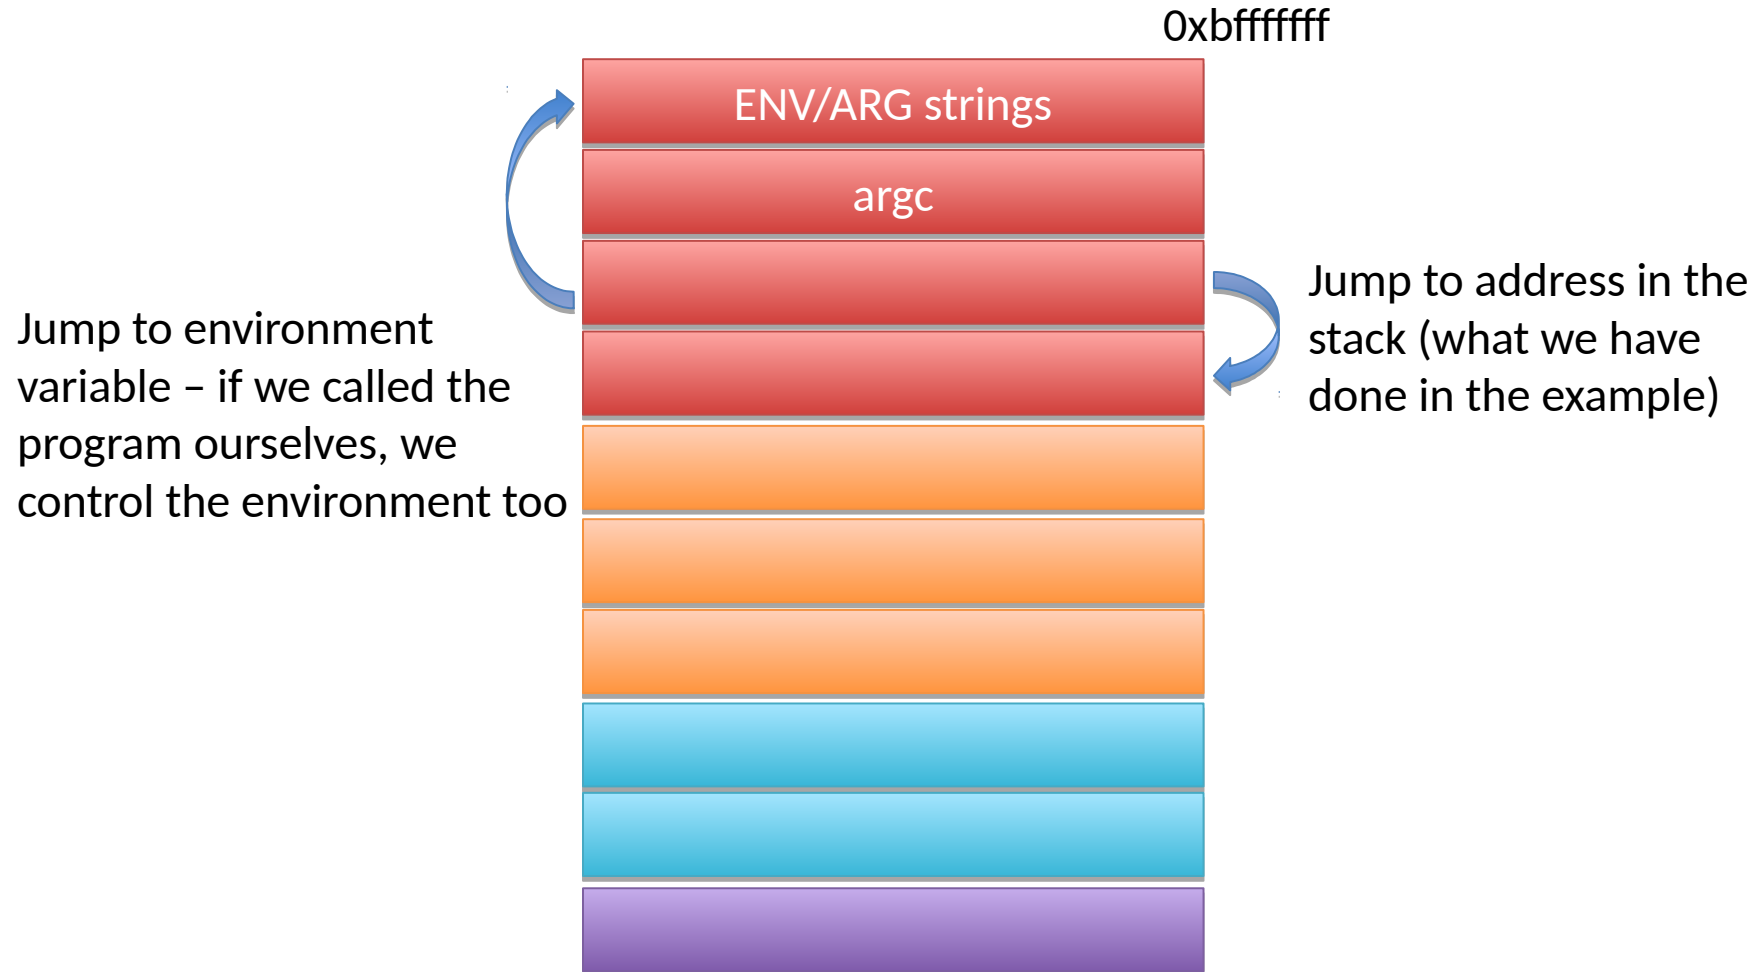 0xbfffffff
ENV/ARG strings
argc
Jump to environment
variable – if we called the
program ourselves, we
control the environment too
Jump to address in the
stack (what we have
done in the example)